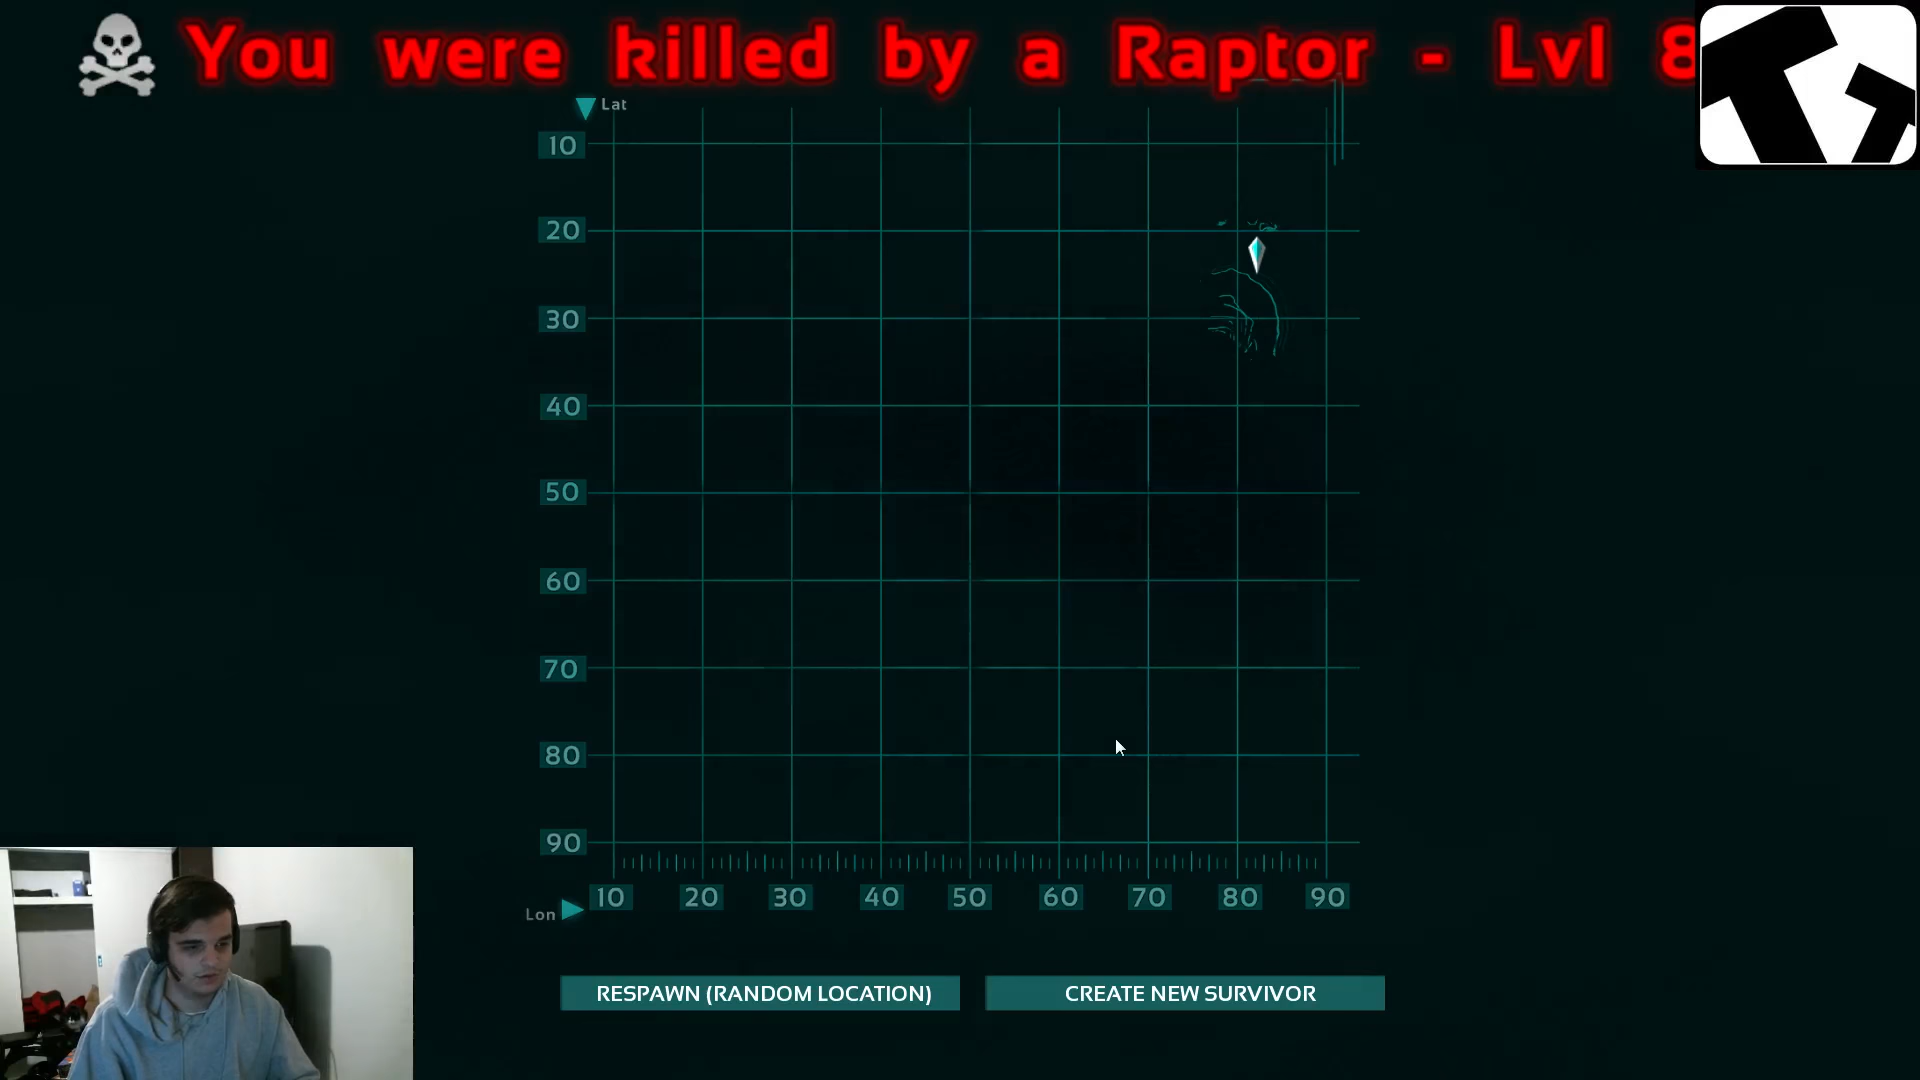 You were killed by a Raptor - Lvl 8
Lat
10
20
30
40
50
60
70
80
90
10 20 30 40 50 60 70 80 90
Lon
RESPAWN (RANDOM LOCATION) CREATE NEW SURVIVOR